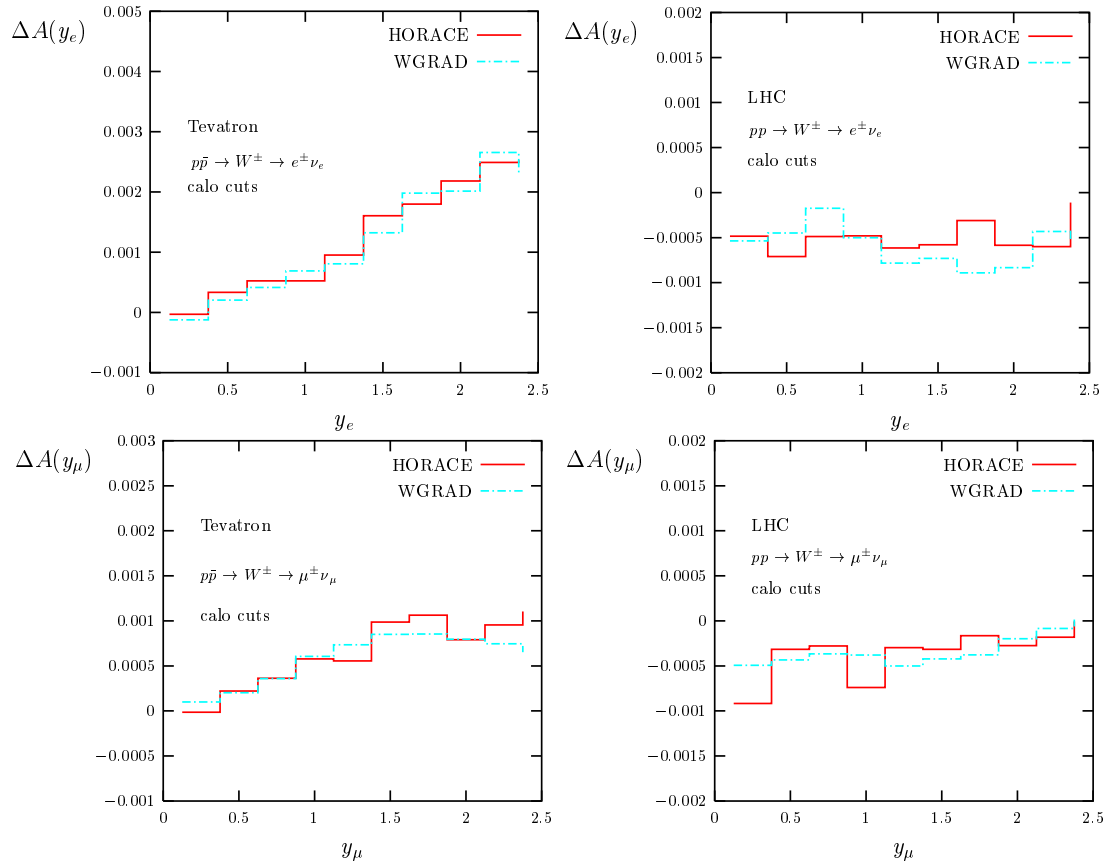 ΔA(y_e)
0.005
0.004
0.003
0.002
0.001
0
−0.001
HORACE
WGRAD
Tevatron
pp̄ → W± → e±ν_e
calo cuts
0 0.5 1 1.5 2 2.5
y_e
ΔA(y_e)
0.002
0.0015
0.001
0.0005
0
−0.0005
−0.001
−0.0015
−0.002
HORACE
WGRAD
LHC
pp → W± → e±ν_e
calo cuts
0 0.5 1 1.5 2 2.5
y_e
ΔA(y_μ)
0.003
0.0025
0.002
0.0015
0.001
0.0005
0
−0.0005
−0.001
HORACE
WGRAD
Tevatron
pp̄ → W± → μ±ν_μ
calo cuts
0 0.5 1 1.5 2 2.5
y_μ
ΔA(y_μ)
0.002
0.0015
0.001
0.0005
0
−0.0005
−0.001
−0.0015
−0.002
HORACE
WGRAD
LHC
pp → W± → μ±ν_μ
calo cuts
0 0.5 1 1.5 2 2.5
y_μ